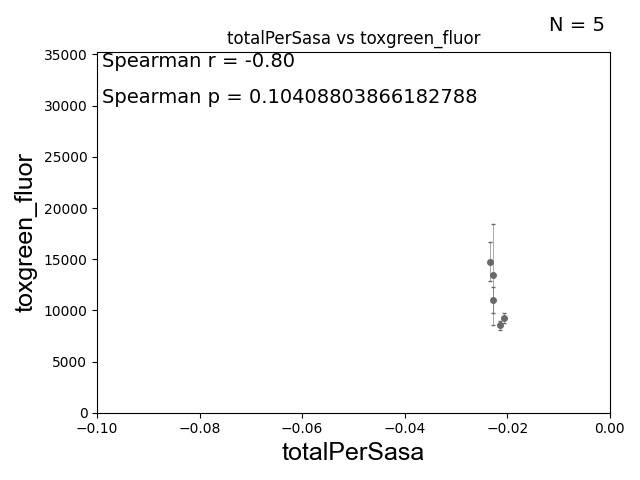 N = 5
totalPerSasa vs toxgreen_fluor
Spearman r = -0.80
Spearman p = 0.10408803866182788
35000
30000
25000
20000
15000
10000
5000
0
toxgreen_fluor
−0.10 −0.08 −0.06 −0.04 −0.02 0.00
totalPerSasa